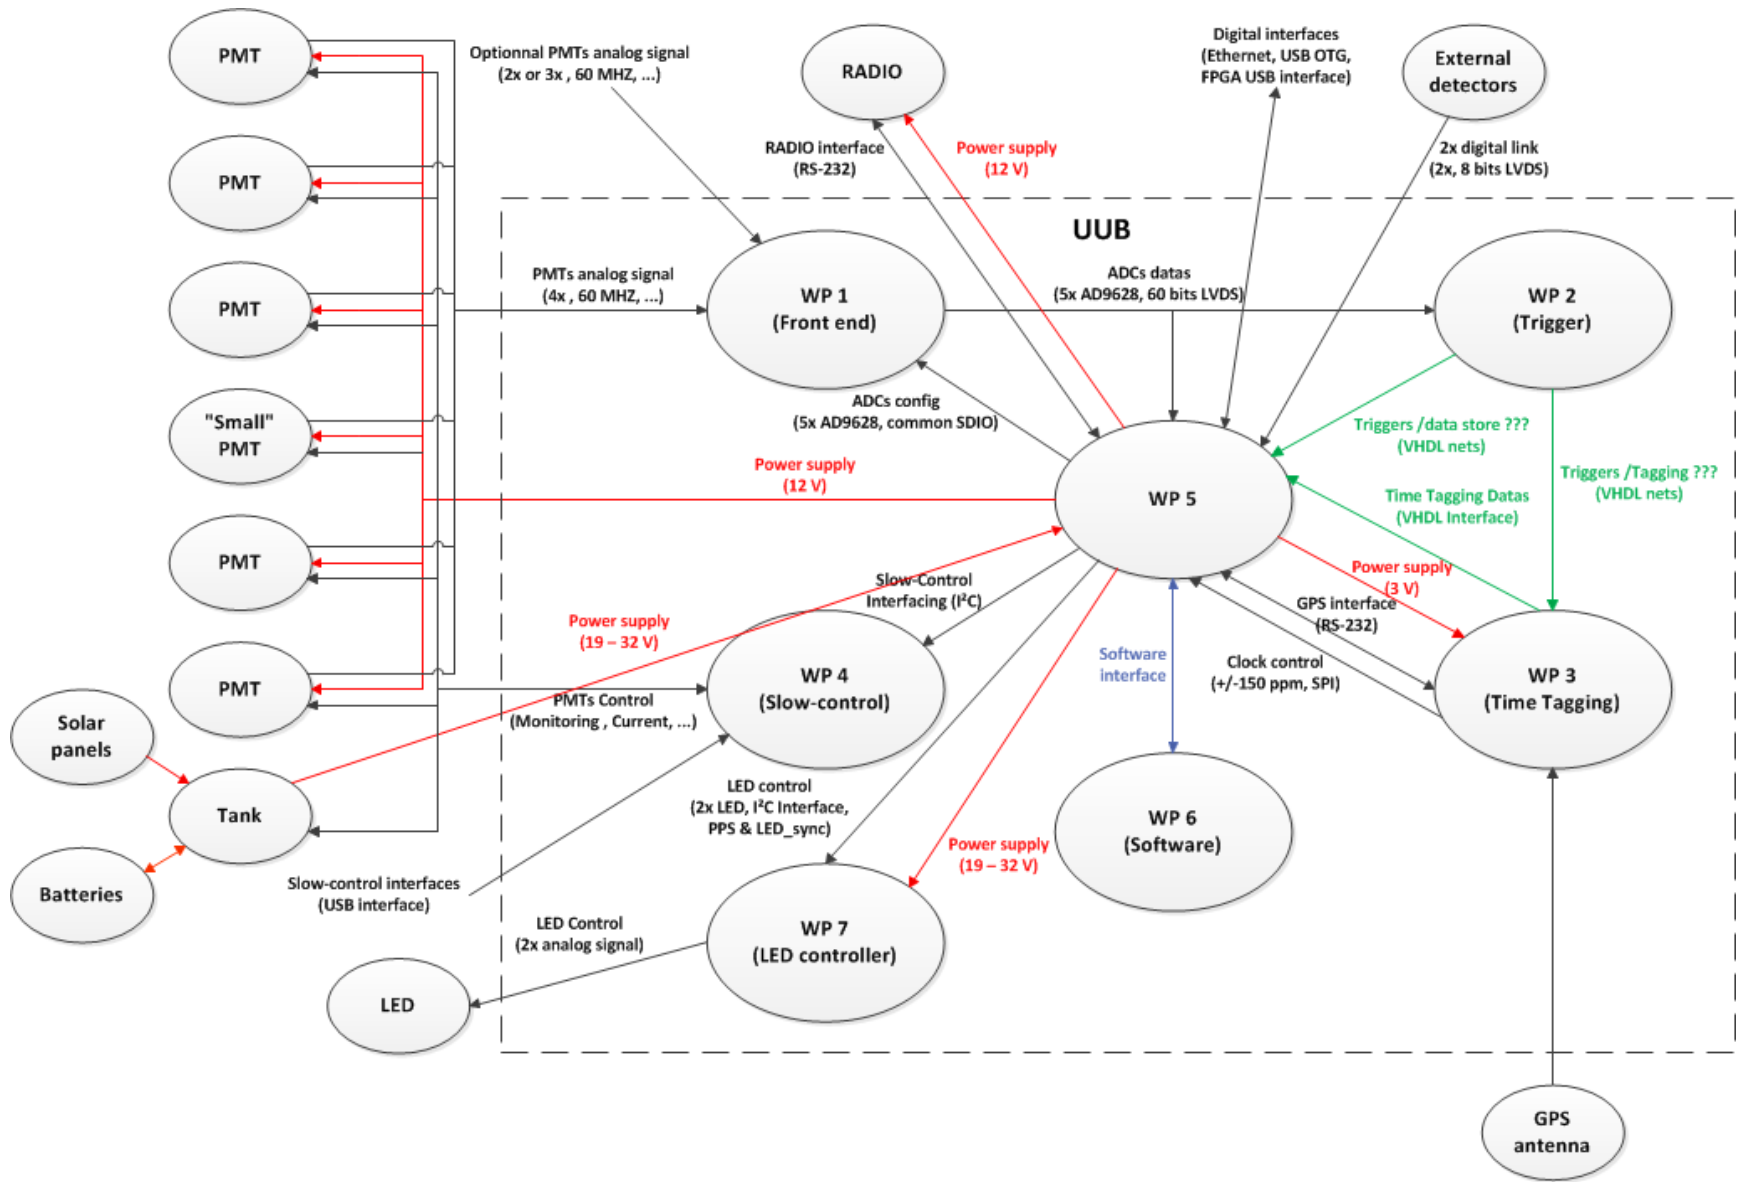 PMT
Optionnal PMTs analog signal
(2x or 3x , 60 MHZ, ...)
RADIO
Digital interfaces
(Ethernet, USB OTG,
FPGA USB interface)
External
detectors
RADIO interface
(RS-232)
Power supply
(12 V)
2x digital link
(2x, 8 bits LVDS)
PMT
UUB
PMT
PMTs analog signal
(4x , 60 MHZ, ...)
WP 1
(Front end)
ADCs datas
(5x AD9628, 60 bits LVDS)
WP 2
(Trigger)
"Small"
PMT
ADCs config
(5x AD9628, common SDIO)
Triggers /data store ???
(VHDL nets)
Power supply
(12 V)
WP 5
Time Tagging Datas
(VHDL Interface)
Triggers /Tagging ???
(VHDL nets)
PMT
Slow-Control
Interfacing (I²C)
Power supply
(3 V)
GPS interface
(RS-232)
Power supply
(19 – 32 V)
PMT
Software
interface
Clock control
(+/-150 ppm, SPI)
WP 4
(Slow-control)
WP 3
(Time Tagging)
PMTs Control
(Monitoring , Current, ...)
Solar
panels
Tank
LED control
(2x LED, I²C Interface,
PPS & LED_sync)
WP 6
(Software)
Power supply
(19 – 32 V)
Batteries
Slow-control interfaces
(USB interface)
LED Control
(2x analog signal)
WP 7
(LED controller)
LED
GPS
antenna